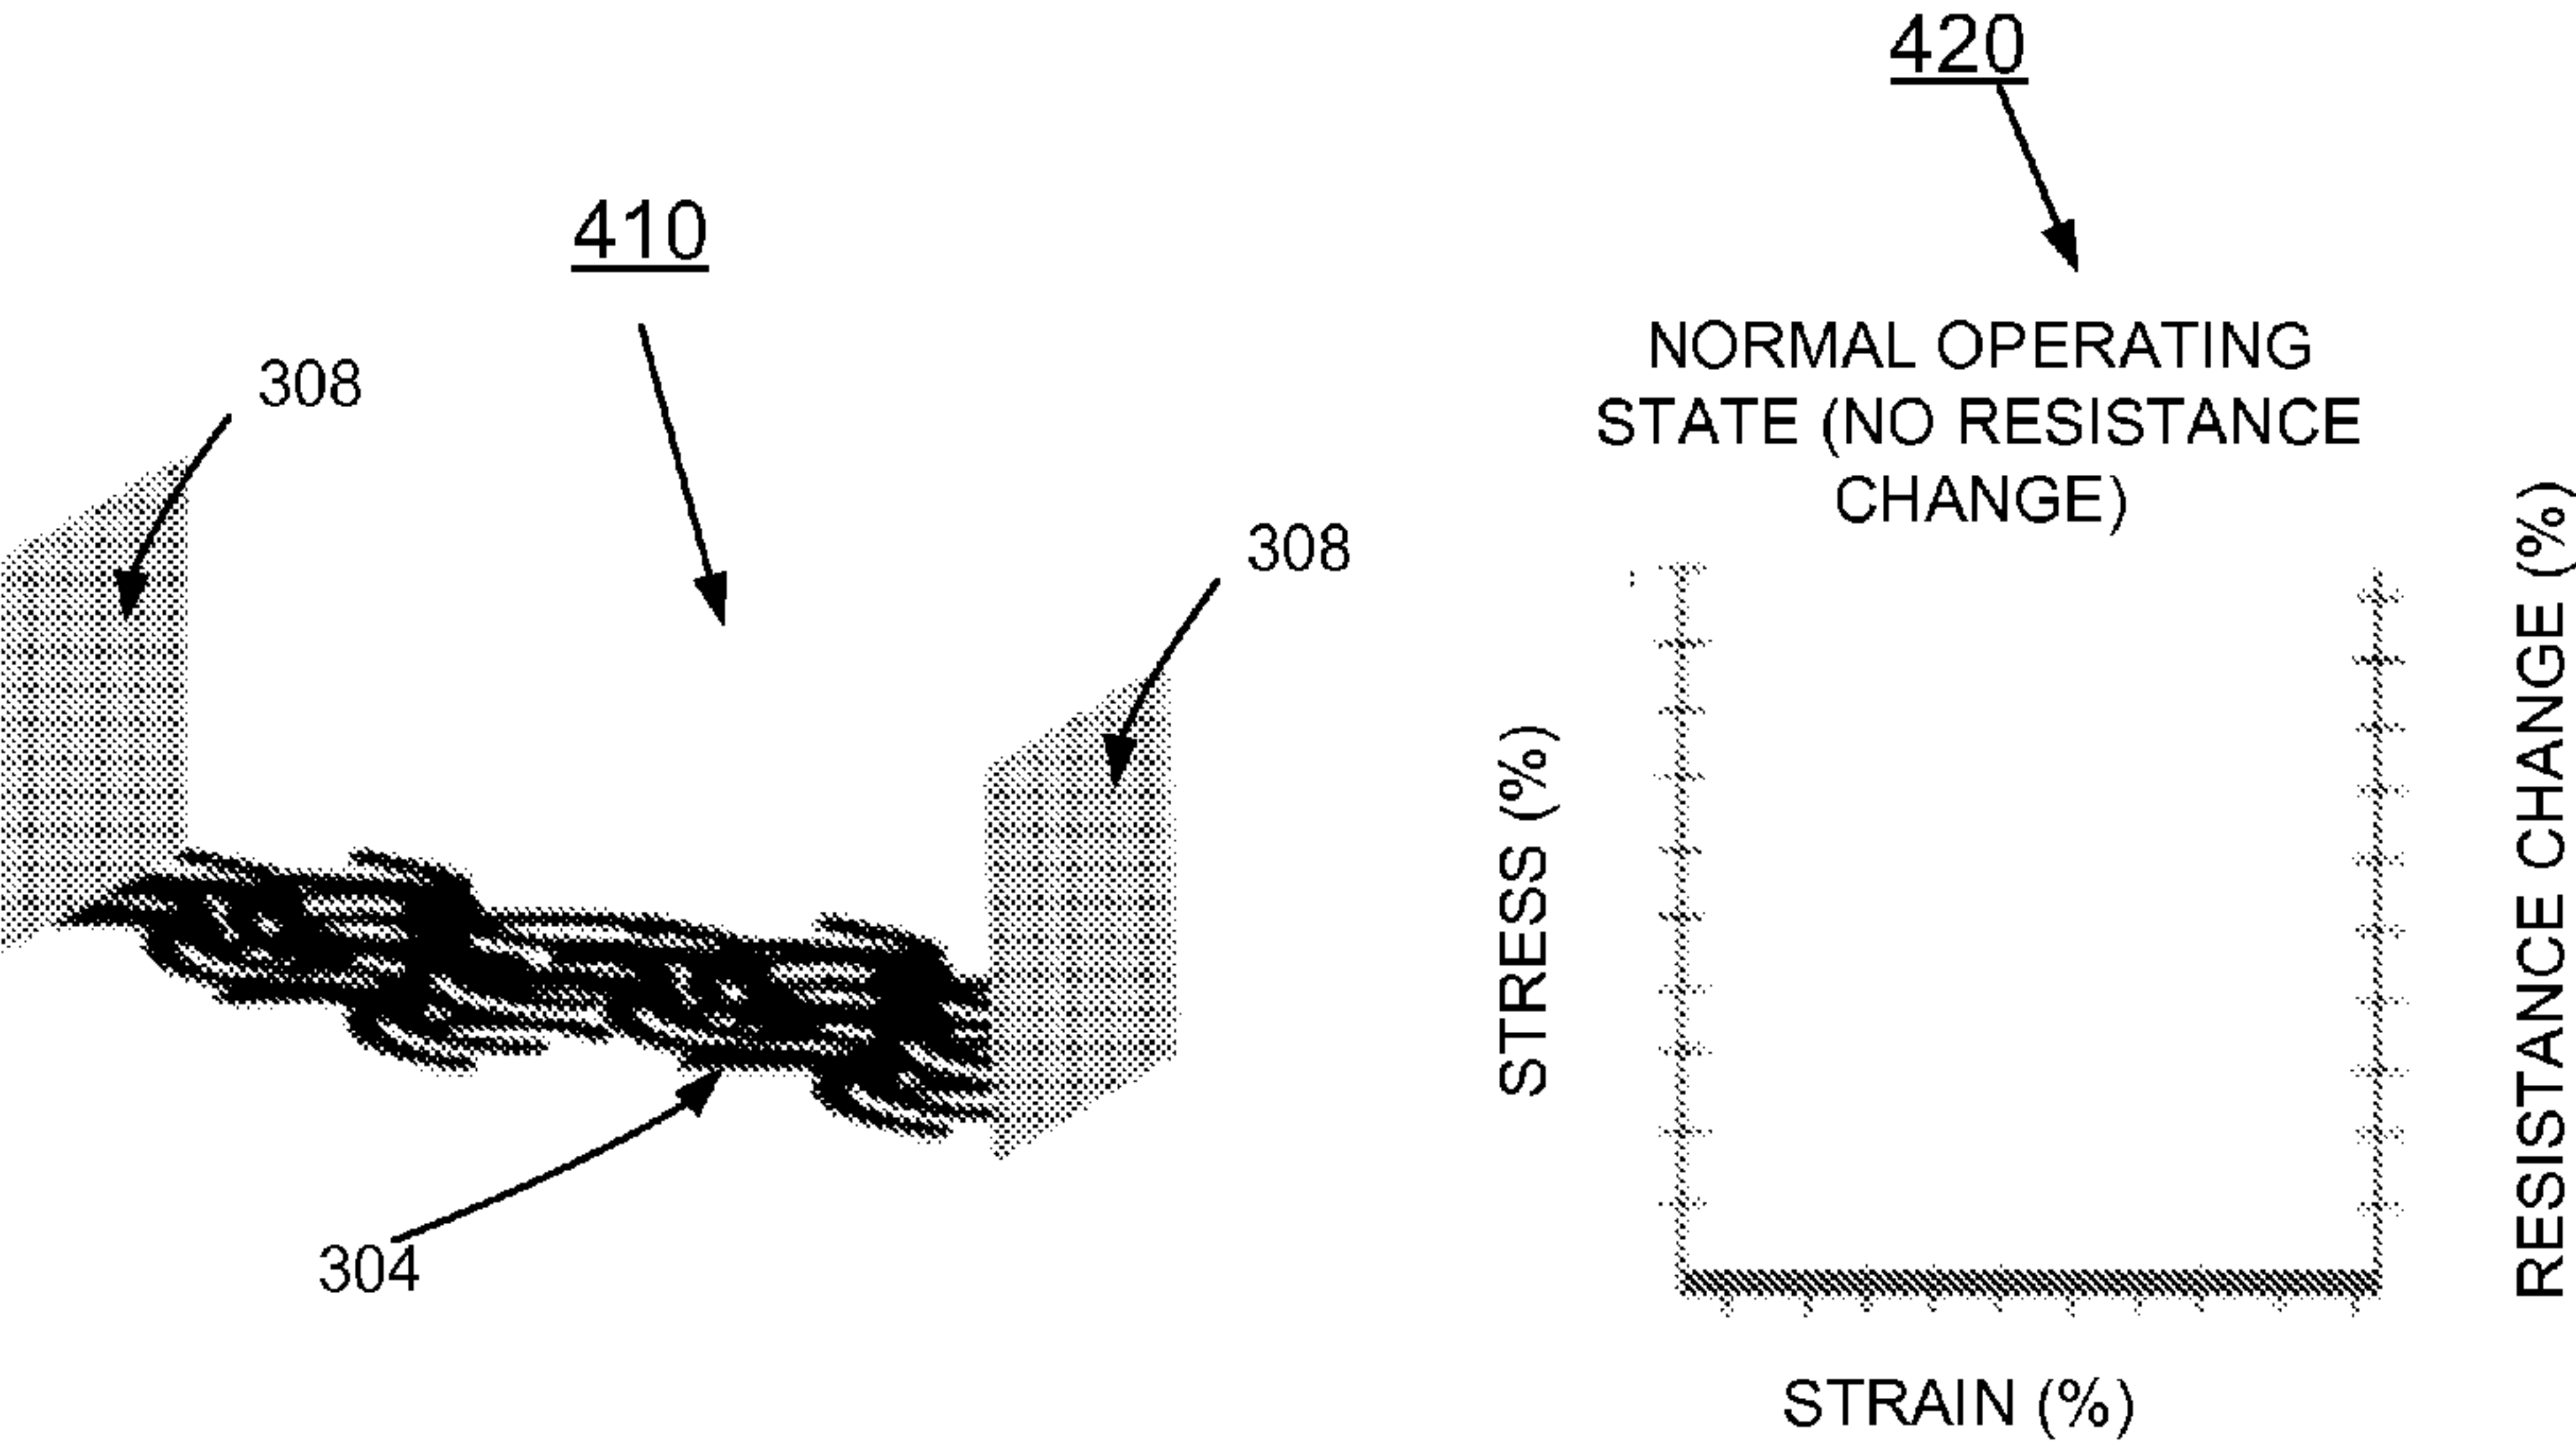 420
410
308
308
NORMAL OPERATING
STATE (NO RESISTANCE
CHANGE)
STRESS (%)
RESISTANCE CHANGE (%)
304
STRAIN (%)